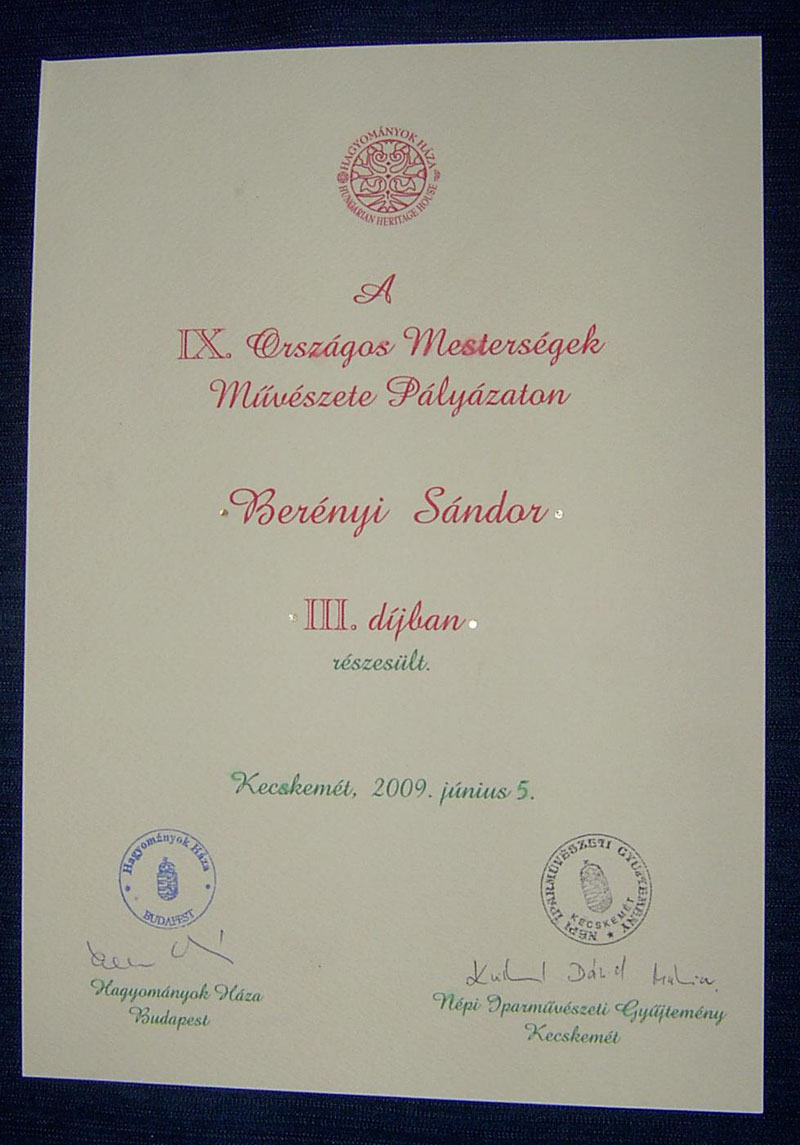 HAGYOMÁNYOK HÁZA
HUNGARIAN HERITAGE HOUSE
A
IX. Országos Mesterségek
Művészete Pályázaton
Berényi Sándor
III. díjban
részesült.
Kecskemét, 2009. június 5.
Hagyományok Háza
BUDAPEST
NÉPI IPARMŰVÉSZETI GYŰJTEMÉNY
KECSKEMÉT
Hagyományok Háza
Budapest
Népi Iparművészeti Gyűjtemény
Kecskemét